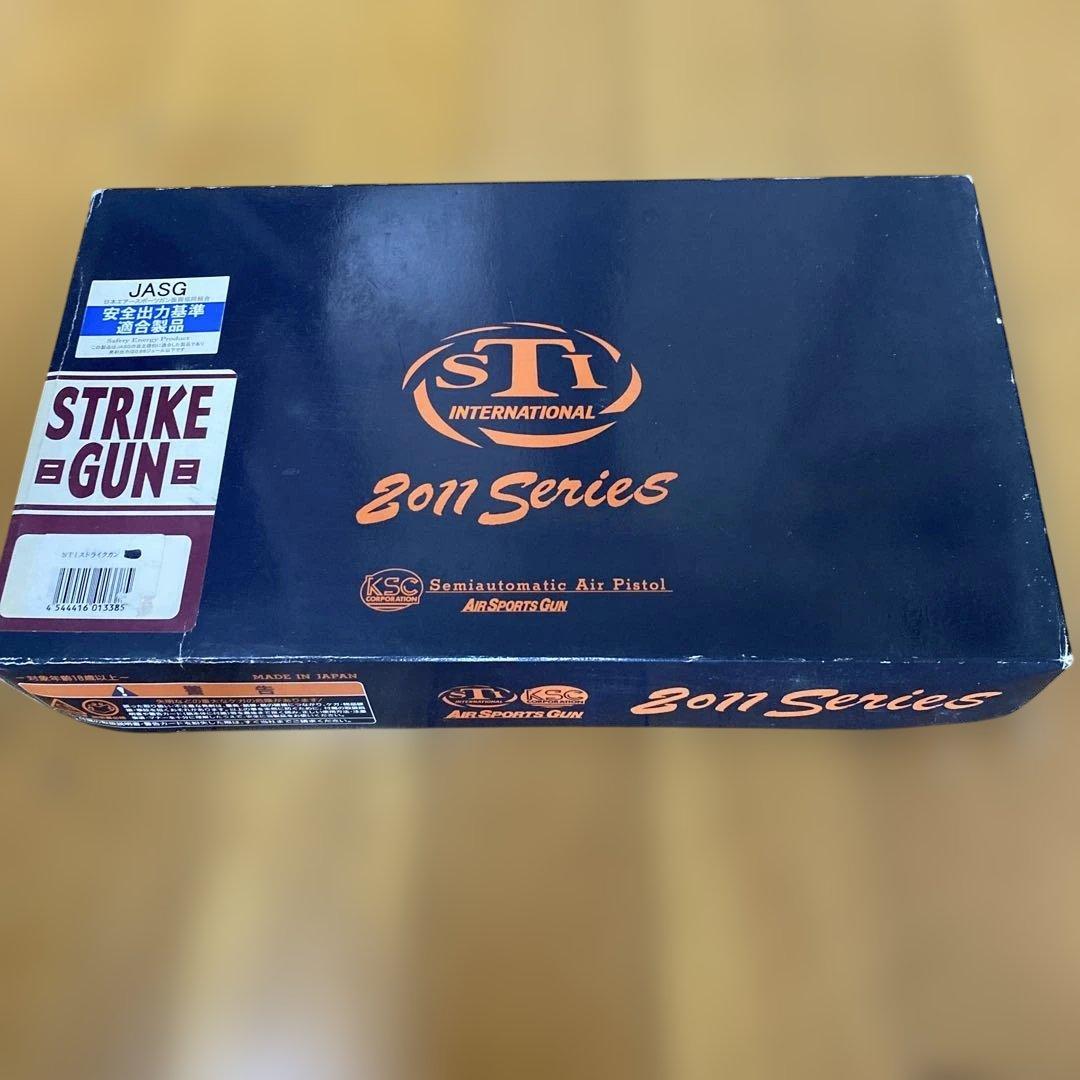 JASG
日本エアースポーツガン振興協同組合
安全出力基準
適合製品
Safety Energy Product
STRIKE
GUN
STIストライクガン
4 544416 013385
STI
INTERNATIONAL
2011 Series
KSC
CORPORATION
Semiautomatic Air Pistol
AIR SPORTS GUN
対象年齢18歳以上
MADE IN JAPAN
警 告
STI
INTERNATIONAL
KSC
CORPORATION
AIR SPORTS GUN
2011 Series